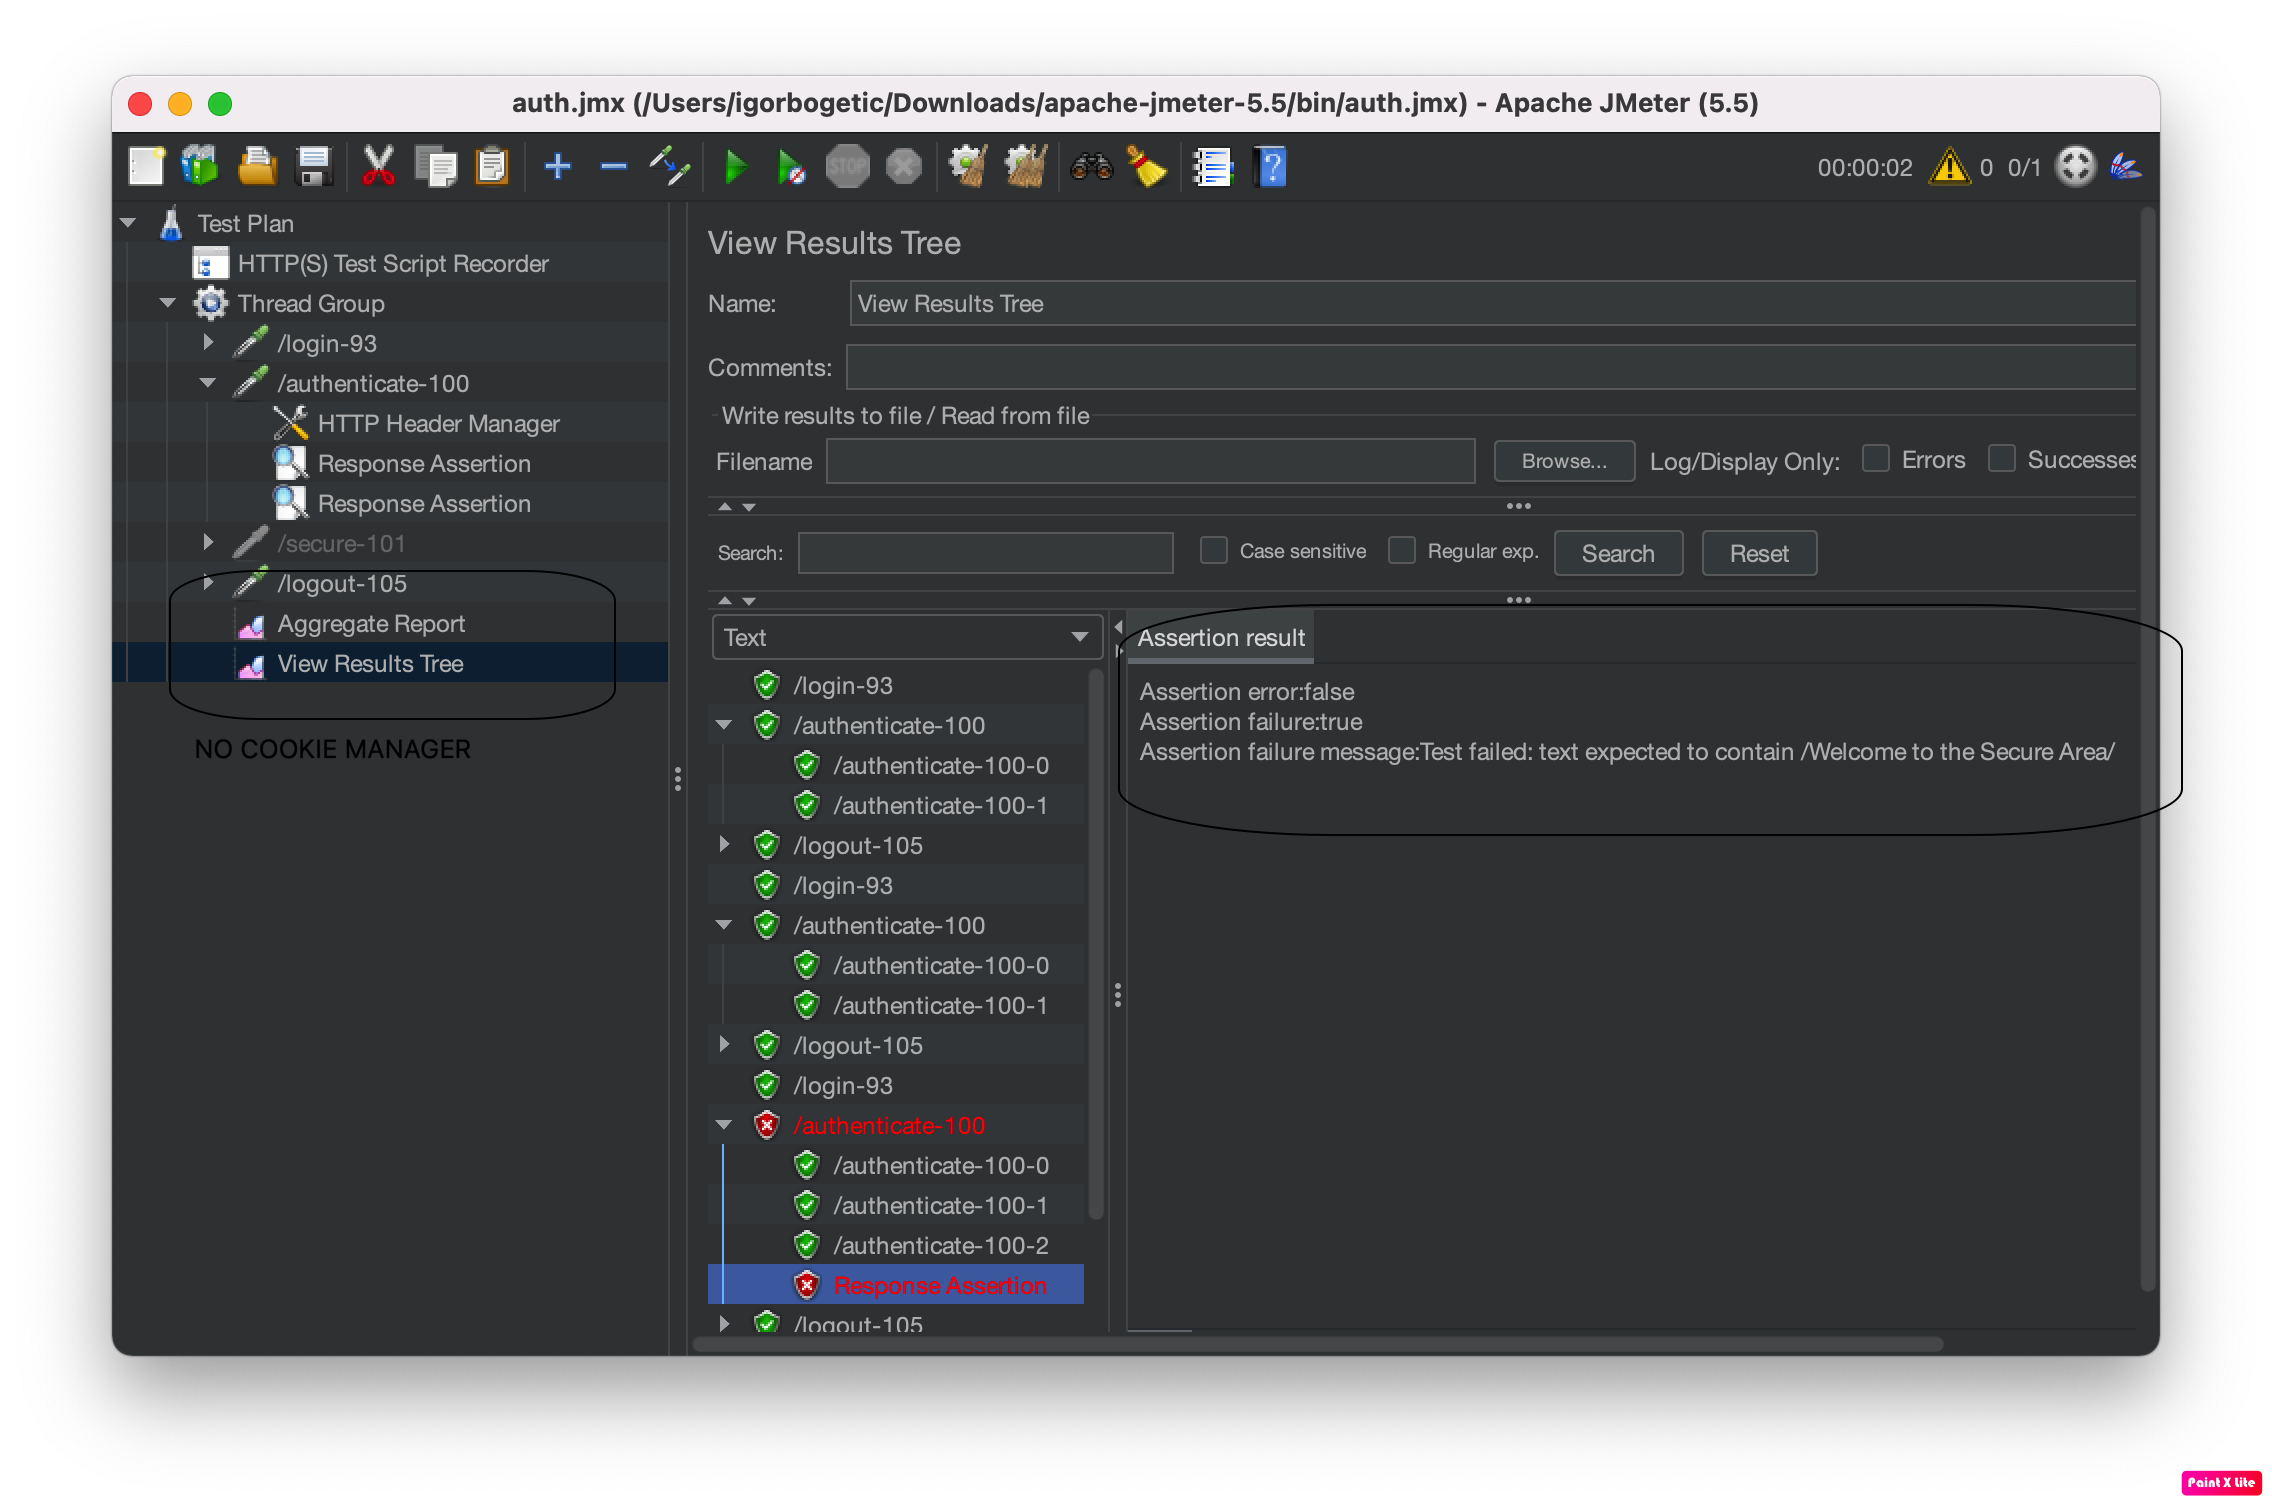 auth.jmx (/Users/igorbogetic/Downloads/apache-jmeter-5.5/bin/auth.jmx) - Apache JMeter (5.5)
STOP
00:00:02 0 0/1
Test Plan
HTTP(S) Test Script Recorder
Thread Group
/login-93
/authenticate-100
HTTP Header Manager
Response Assertion
Response Assertion
/secure-101
/logout-105
Aggregate Report
View Results Tree
NO COOKIE MANAGER
View Results Tree
Name: View Results Tree
Comments:
Write results to file / Read from file
Filename Browse... Log/Display Only: Errors Successes
Search: Case sensitive Regular exp. Search Reset
Text
/login-93
/authenticate-100
/authenticate-100-0
/authenticate-100-1
/logout-105
/login-93
/authenticate-100
/authenticate-100-0
/authenticate-100-1
/logout-105
/login-93
/authenticate-100
/authenticate-100-0
/authenticate-100-1
/authenticate-100-2
Response Assertion
/logout-105
Assertion result
Assertion error:false
Assertion failure:true
Assertion failure message:Test failed: text expected to contain /Welcome to the Secure Area/
Paint X Lite